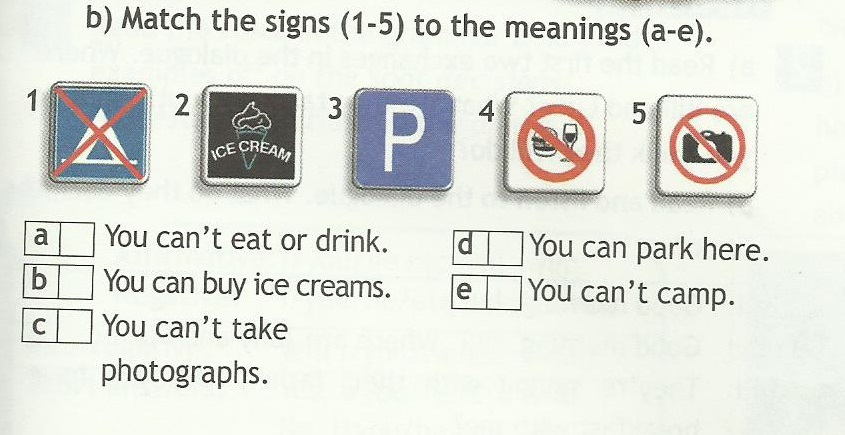 b) Match the signs (1-5) to the meanings (a-e).
1 2 3 4 5
ICE CREAM
P
a You can't eat or drink.
b You can buy ice creams.
c You can't take
photographs.
d You can park here.
e You can't camp.